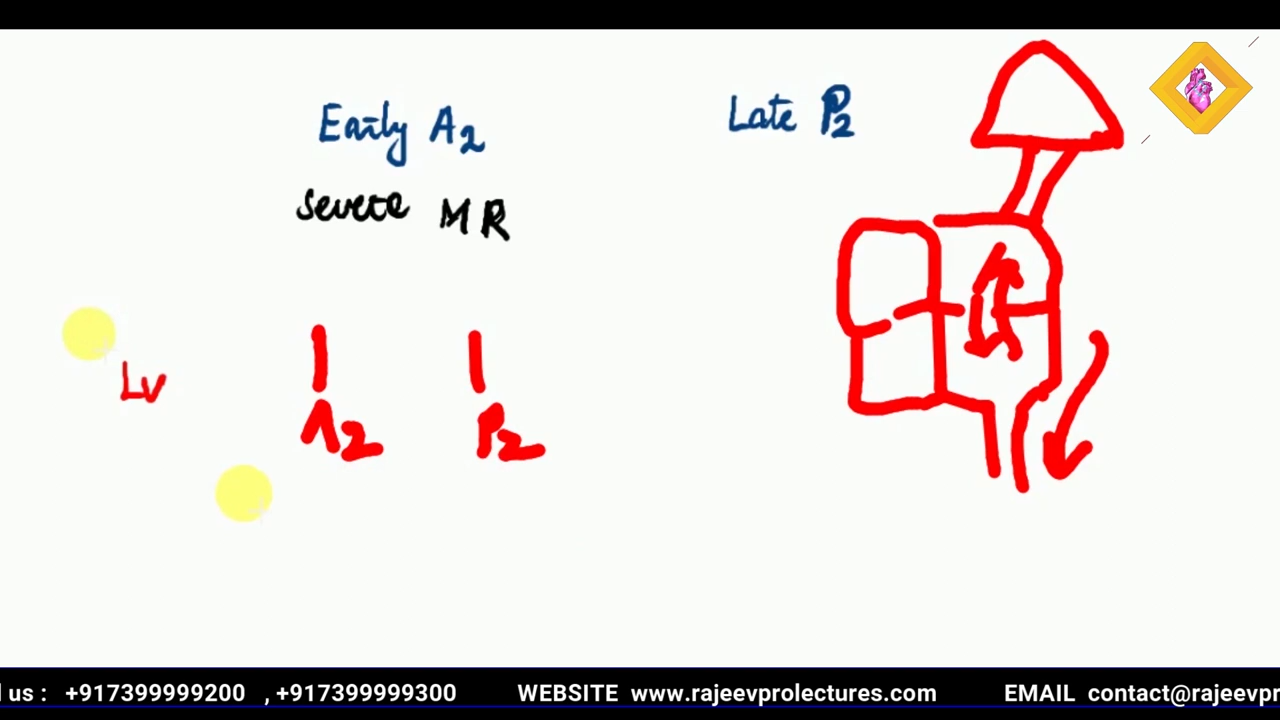 Early A2
Late P2
Severe MR
LV
A2
P2
us : +917399999200 , +917399999300 WEBSITE www.rajeevprolectures.com EMAIL contact@rajeevpr